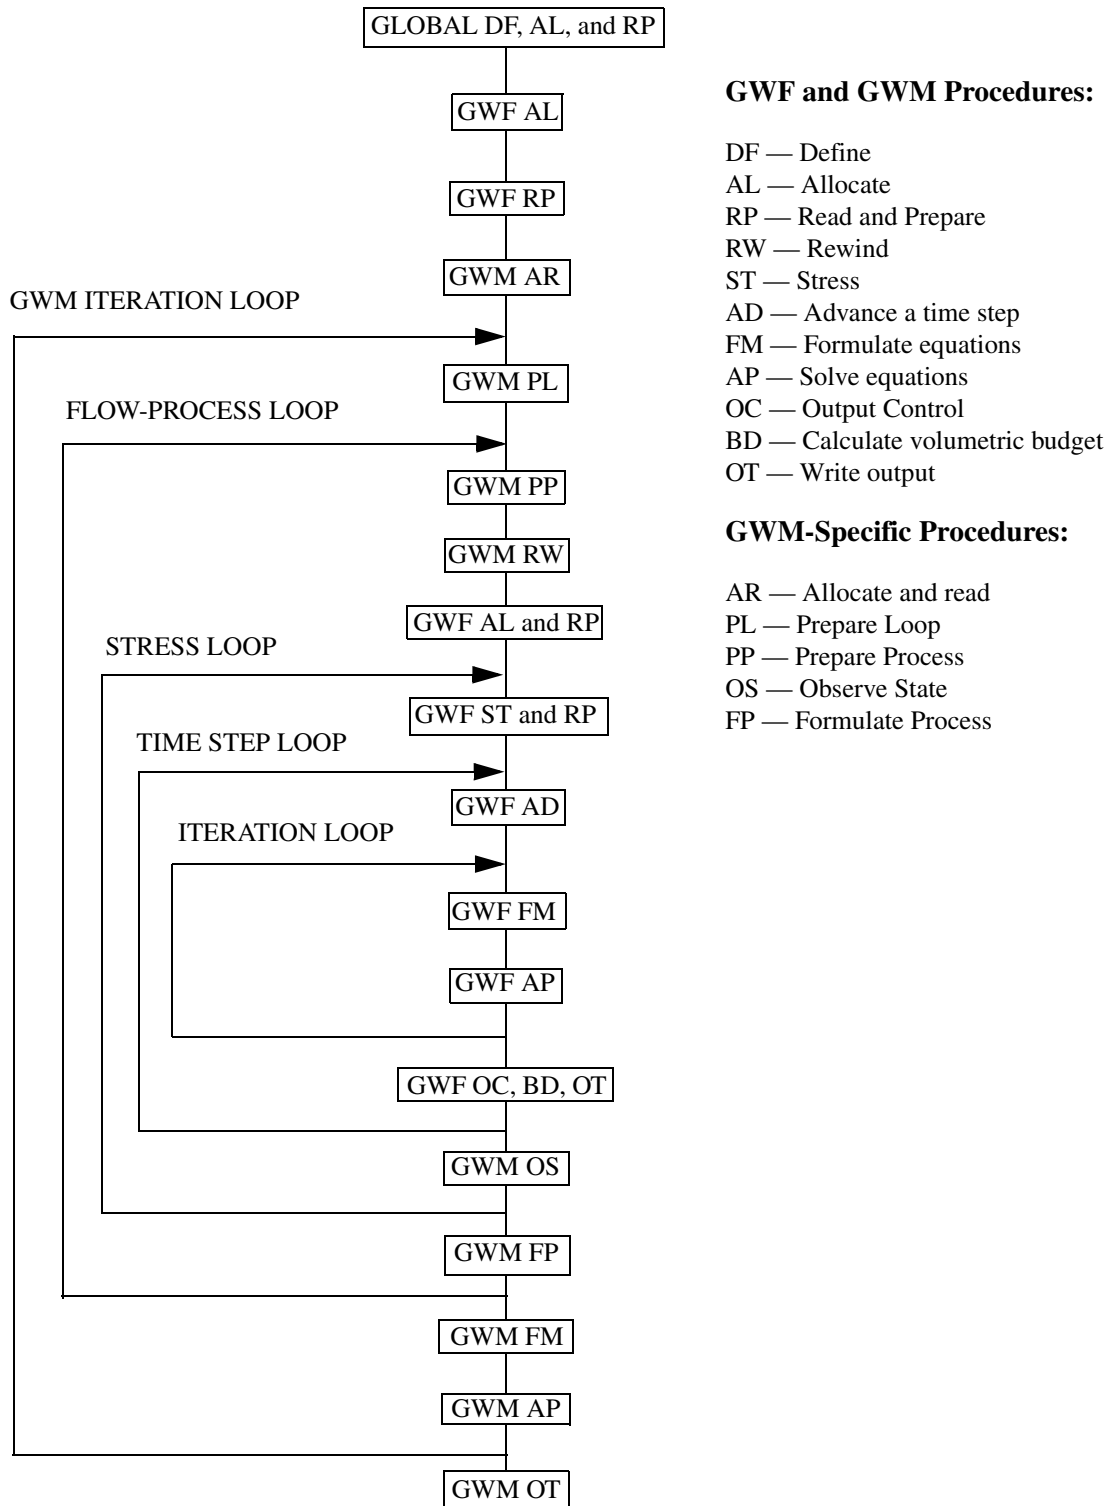 GLOBAL DF, AL, and RP
GWF AL
GWF RP
GWM AR
GWM ITERATION LOOP
GWM PL
FLOW-PROCESS LOOP
GWM PP
GWM RW
GWF AL and RP
STRESS LOOP
GWF ST and RP
TIME STEP LOOP
GWF AD
ITERATION LOOP
GWF FM
GWF AP
GWF OC, BD, OT
GWM OS
GWM FP
GWM FM
GWM AP
GWM OT
GWF and GWM Procedures:
DF — Define
AL — Allocate
RP — Read and Prepare
RW — Rewind
ST — Stress
AD — Advance a time step
FM — Formulate equations
AP — Solve equations
OC — Output Control
BD — Calculate volumetric budget
OT — Write output
GWM-Specific Procedures:
AR — Allocate and read
PL — Prepare Loop
PP — Prepare Process
OS — Observe State
FP — Formulate Process